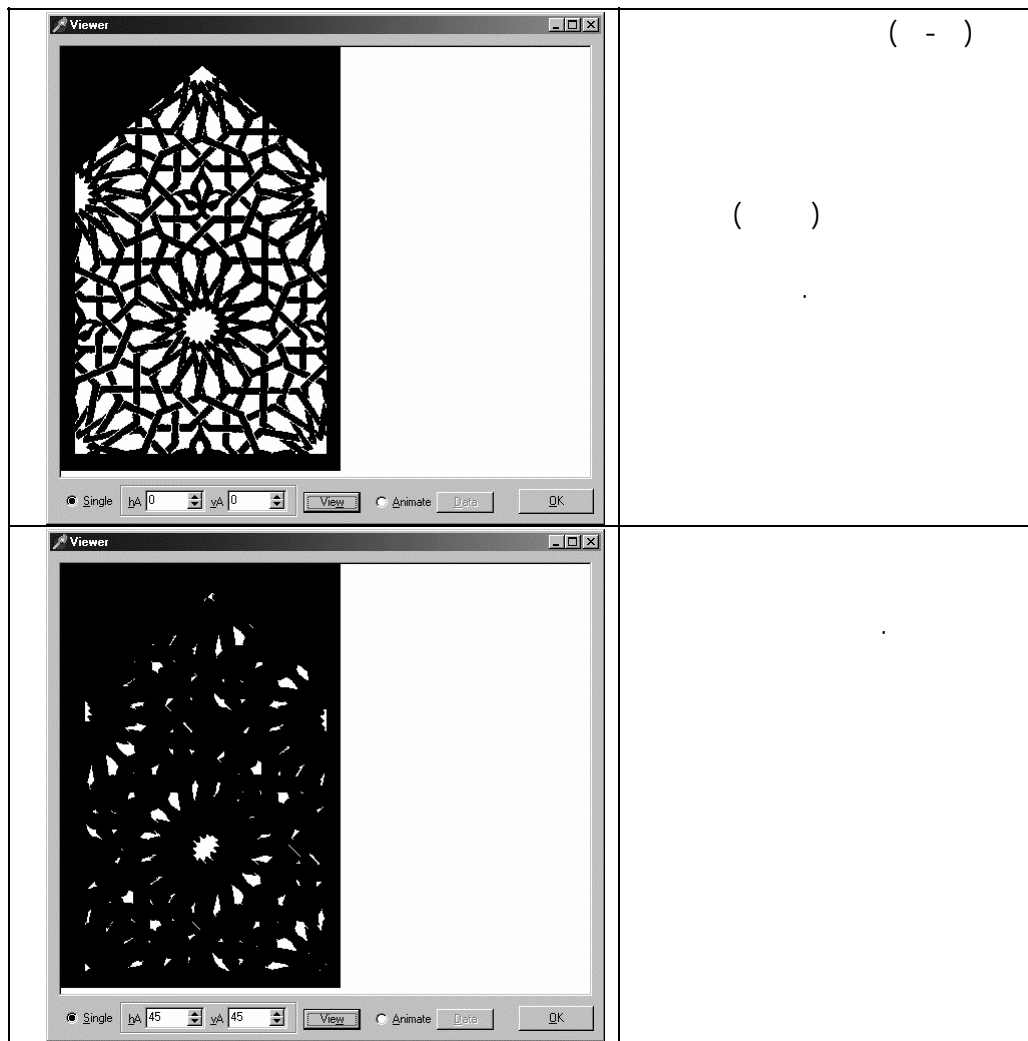 Viewer
( - )
( )
.
Single hA 0 vA 0 View Animate Data OK
Viewer
.
Single hA 45 vA 45 View Animate Data OK